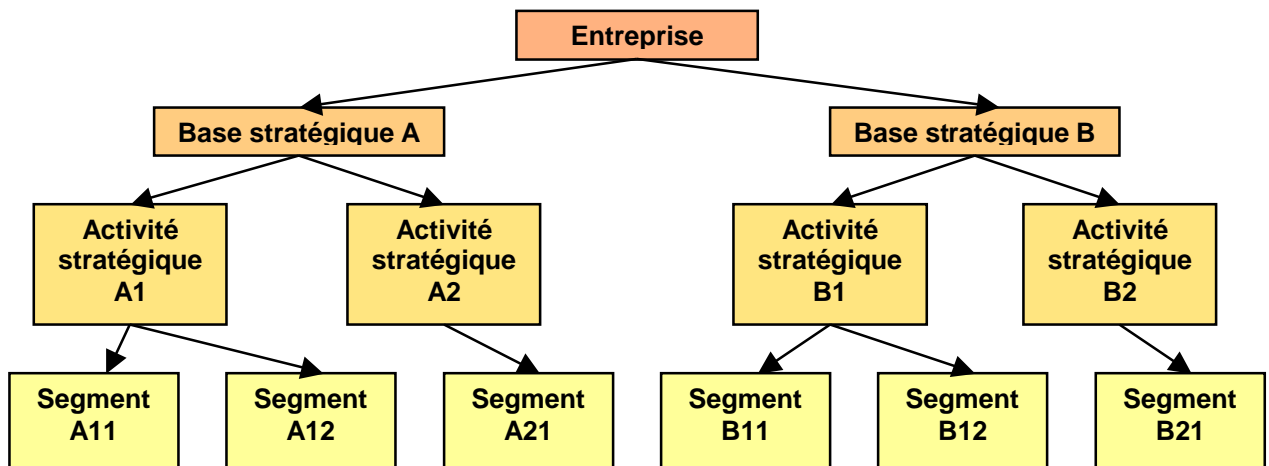 Entreprise
Base stratégique A
Base stratégique B
Activité
stratégique
A1
Activité
stratégique
A2
Activité
stratégique
B1
Activité
stratégique
B2
Segment
A11
Segment
A12
Segment
A21
Segment
B11
Segment
B12
Segment
B21